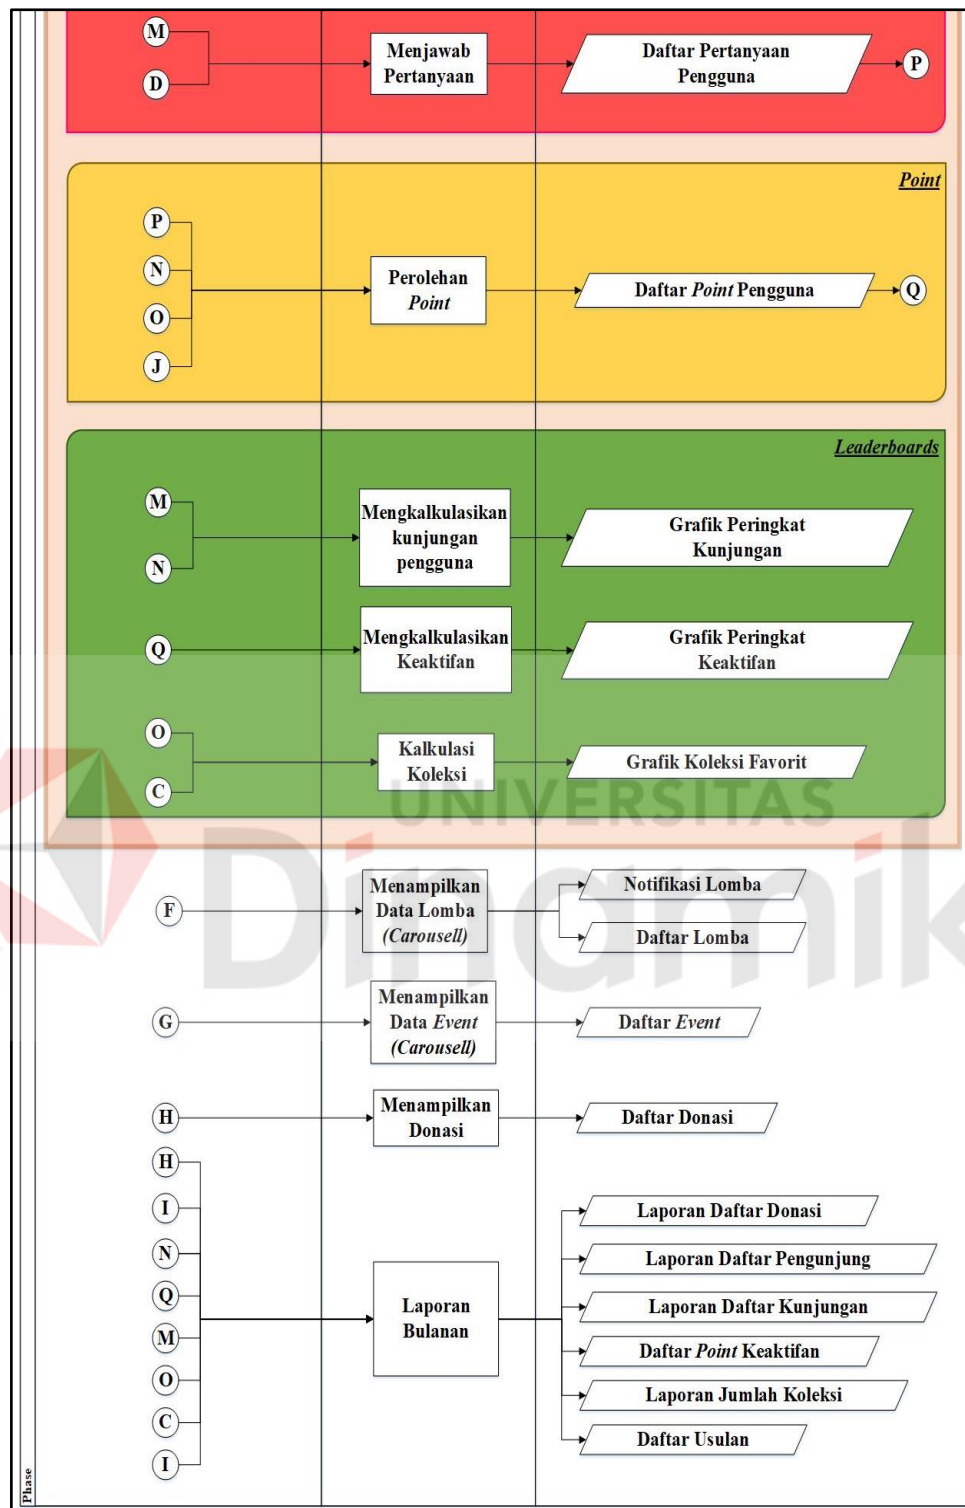 M
D
Menjawab
Pertanyaan
Daftar Pertanyaan
Pengguna
P
Point
P
N
O
J
Perolehan
Point
Daftar Point Pengguna
Q
Leaderboards
M
N
Mengkalkulasikan
kunjungan
pengguna
Grafik Peringkat
Kunjungan
Q
Mengkalkulasikan
Keaktifan
Grafik Peringkat
Keaktifan
O
C
Kalkulasi
Koleksi
Grafik Koleksi Favorit
UNIVERSITAS
Dinamika
F
Menampilkan
Data Lomba
(Carousell)
Notifikasi Lomba
Daftar Lomba
G
Menampilkan
Data Event
(Carousell)
Daftar Event
H
Menampilkan
Donasi
Daftar Donasi
H
I
N
Q
M
O
C
I
Laporan
Bulanan
Laporan Daftar Donasi
Laporan Daftar Pengunjung
Laporan Daftar Kunjungan
Daftar Point Keaktifan
Laporan Jumlah Koleksi
Daftar Usulan
Phase